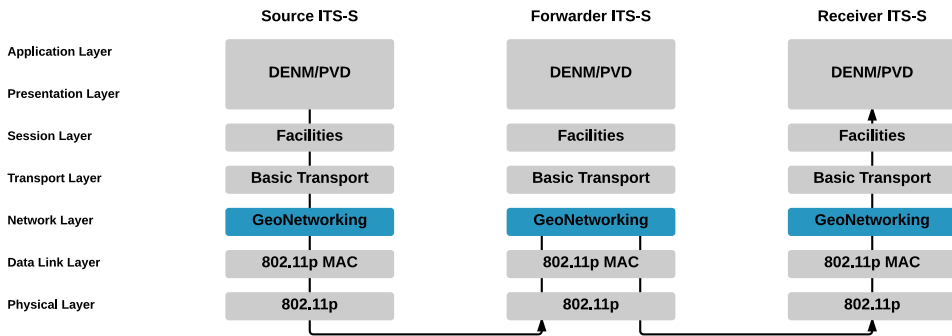 Source ITS-S Forwarder ITS-S Receiver ITS-S
Application Layer
DENM/PVD DENM/PVD DENM/PVD
Presentation Layer
Session Layer Facilities Facilities Facilities
Transport Layer Basic Transport Basic Transport Basic Transport
Network Layer GeoNetworking GeoNetworking GeoNetworking
Data Link Layer 802.11p MAC 802.11p MAC 802.11p MAC
Physical Layer 802.11p 802.11p 802.11p